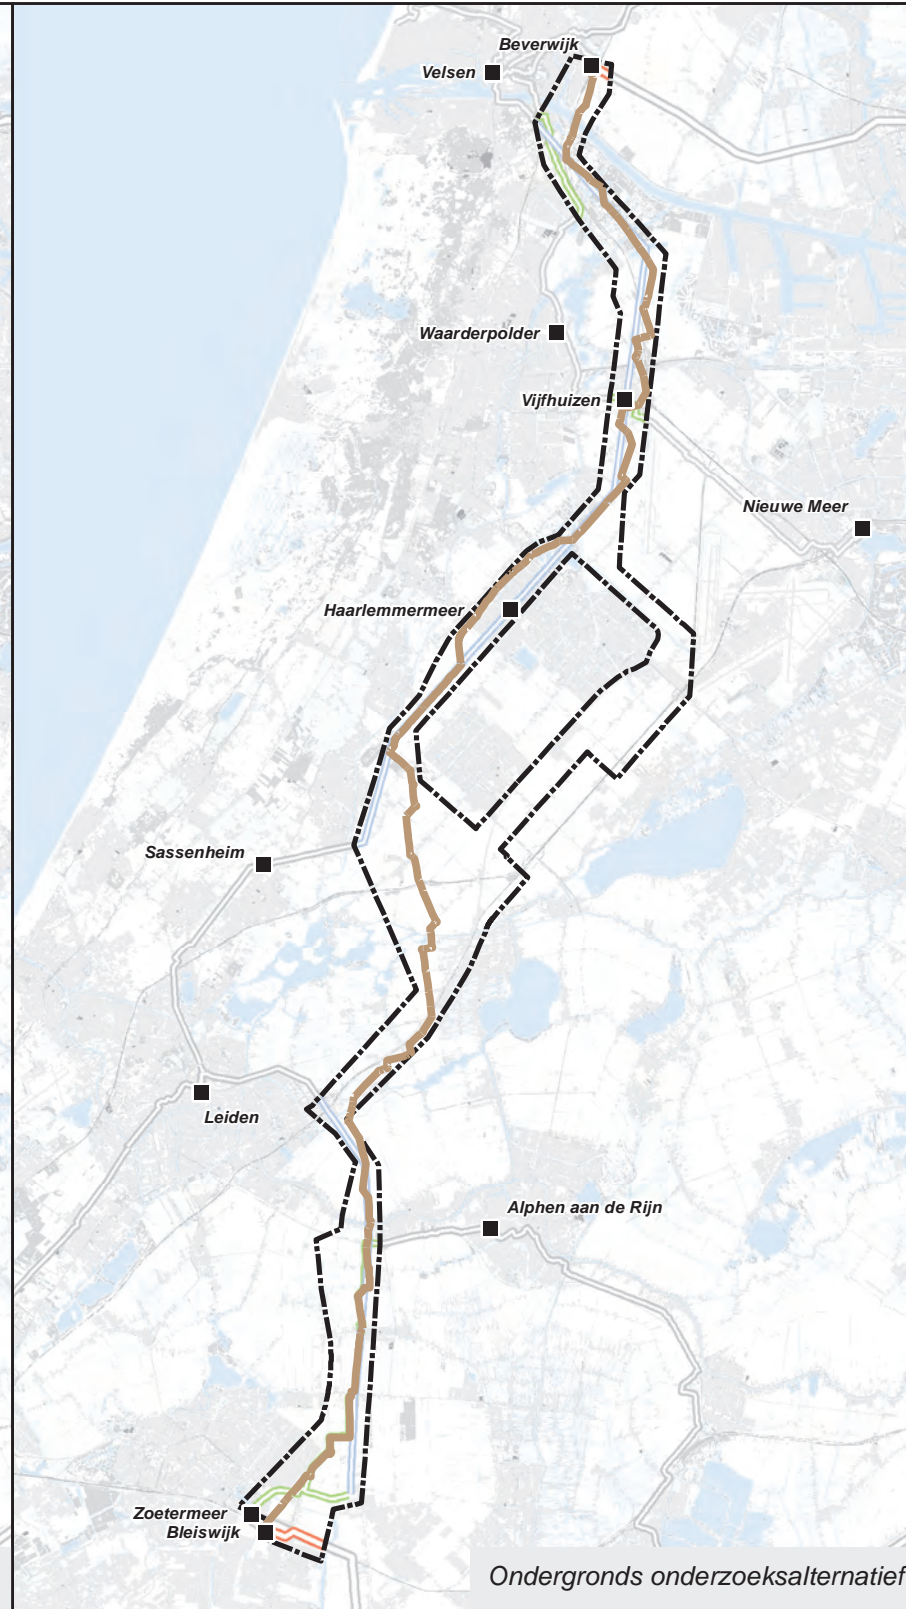 Beverwijk
Velsen
Waarderpolder
Vijfhuizen
Nieuwe Meer
Haarlemmermeer
Sassenheim
Leiden
Alphen aan de Rijn
Zoetermeer
Bleiswijk
Ondergronds onderzoeksalternatief